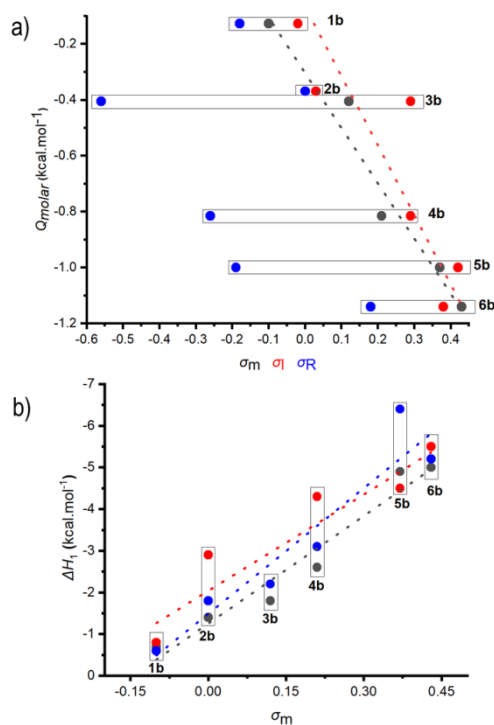 a)
Qmolar (kcal.mol⁻¹)
-0.2
-0.4
-0.6
-0.8
-1.0
-1.2
1b
2b
3b
4b
5b
6b
-0.6 -0.5 -0.4 -0.3 -0.2 -0.1 0.0 0.1 0.2 0.3 0.4
σm σI σR
b)
ΔH1 (kcal.mol⁻¹)
-7
-6
-5
-4
-3
-2
-1
0
1b
2b
3b
4b
5b
6b
-0.15 0.00 0.15 0.30 0.45
σm